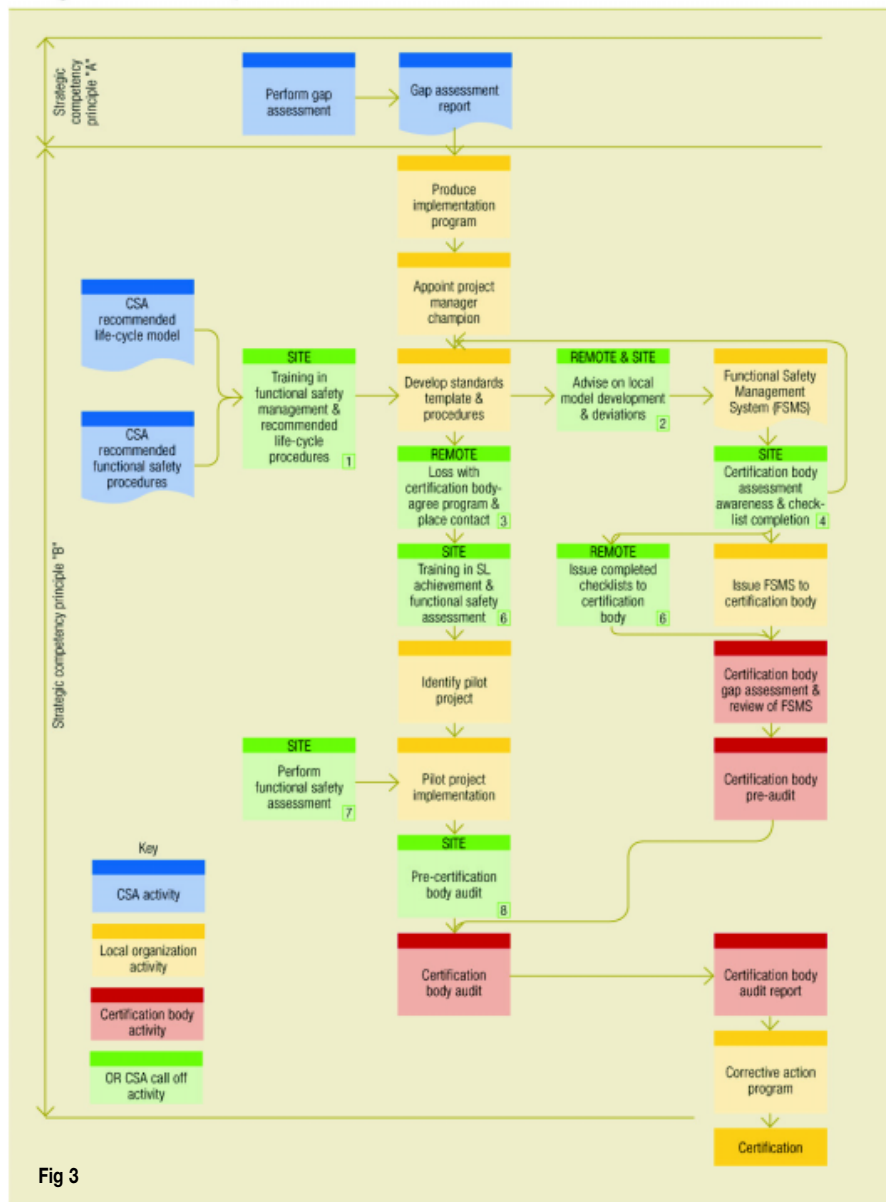 Strategic
competency
principle "A"
Perform gap
assessment
Gap assessment
report
Strategic competency principle "B"
Produce
implementation
program
Appoint project
manager
champion
CSA
recommended
life-cycle model
CSA
recommended
functional safety
procedures
SITE
Training in
functional safety
management &
recommended
life-cycle
procedures
1
Develop standards
template &
procedures
REMOTE & SITE
Advise on local
model development
& deviations
2
Functional Safety
Management
System (FSMS)
REMOTE
Loss with
certification body-
agree program &
place contact
3
SITE
Certification body
assessment
awareness & check-
list completion
4
SITE
Training in SL
achievement &
functional safety
assessment
6
REMOTE
Issue completed
checklists to
certification
body
6
Issue FSMS to
certification body
Identify pilot
project
Certification body
gap assessment &
review of FSMS
SITE
Perform
functional safety
assessment
7
Pilot project
implementation
Certification body
pre-audit
SITE
Pre-certification
body audit
8
Key
CSA activity
Local organization
activity
Certification body
activity
OR CSA call off
activity
Certification
body audit
Certification body
audit report
Corrective action
program
Certification
Fig 3